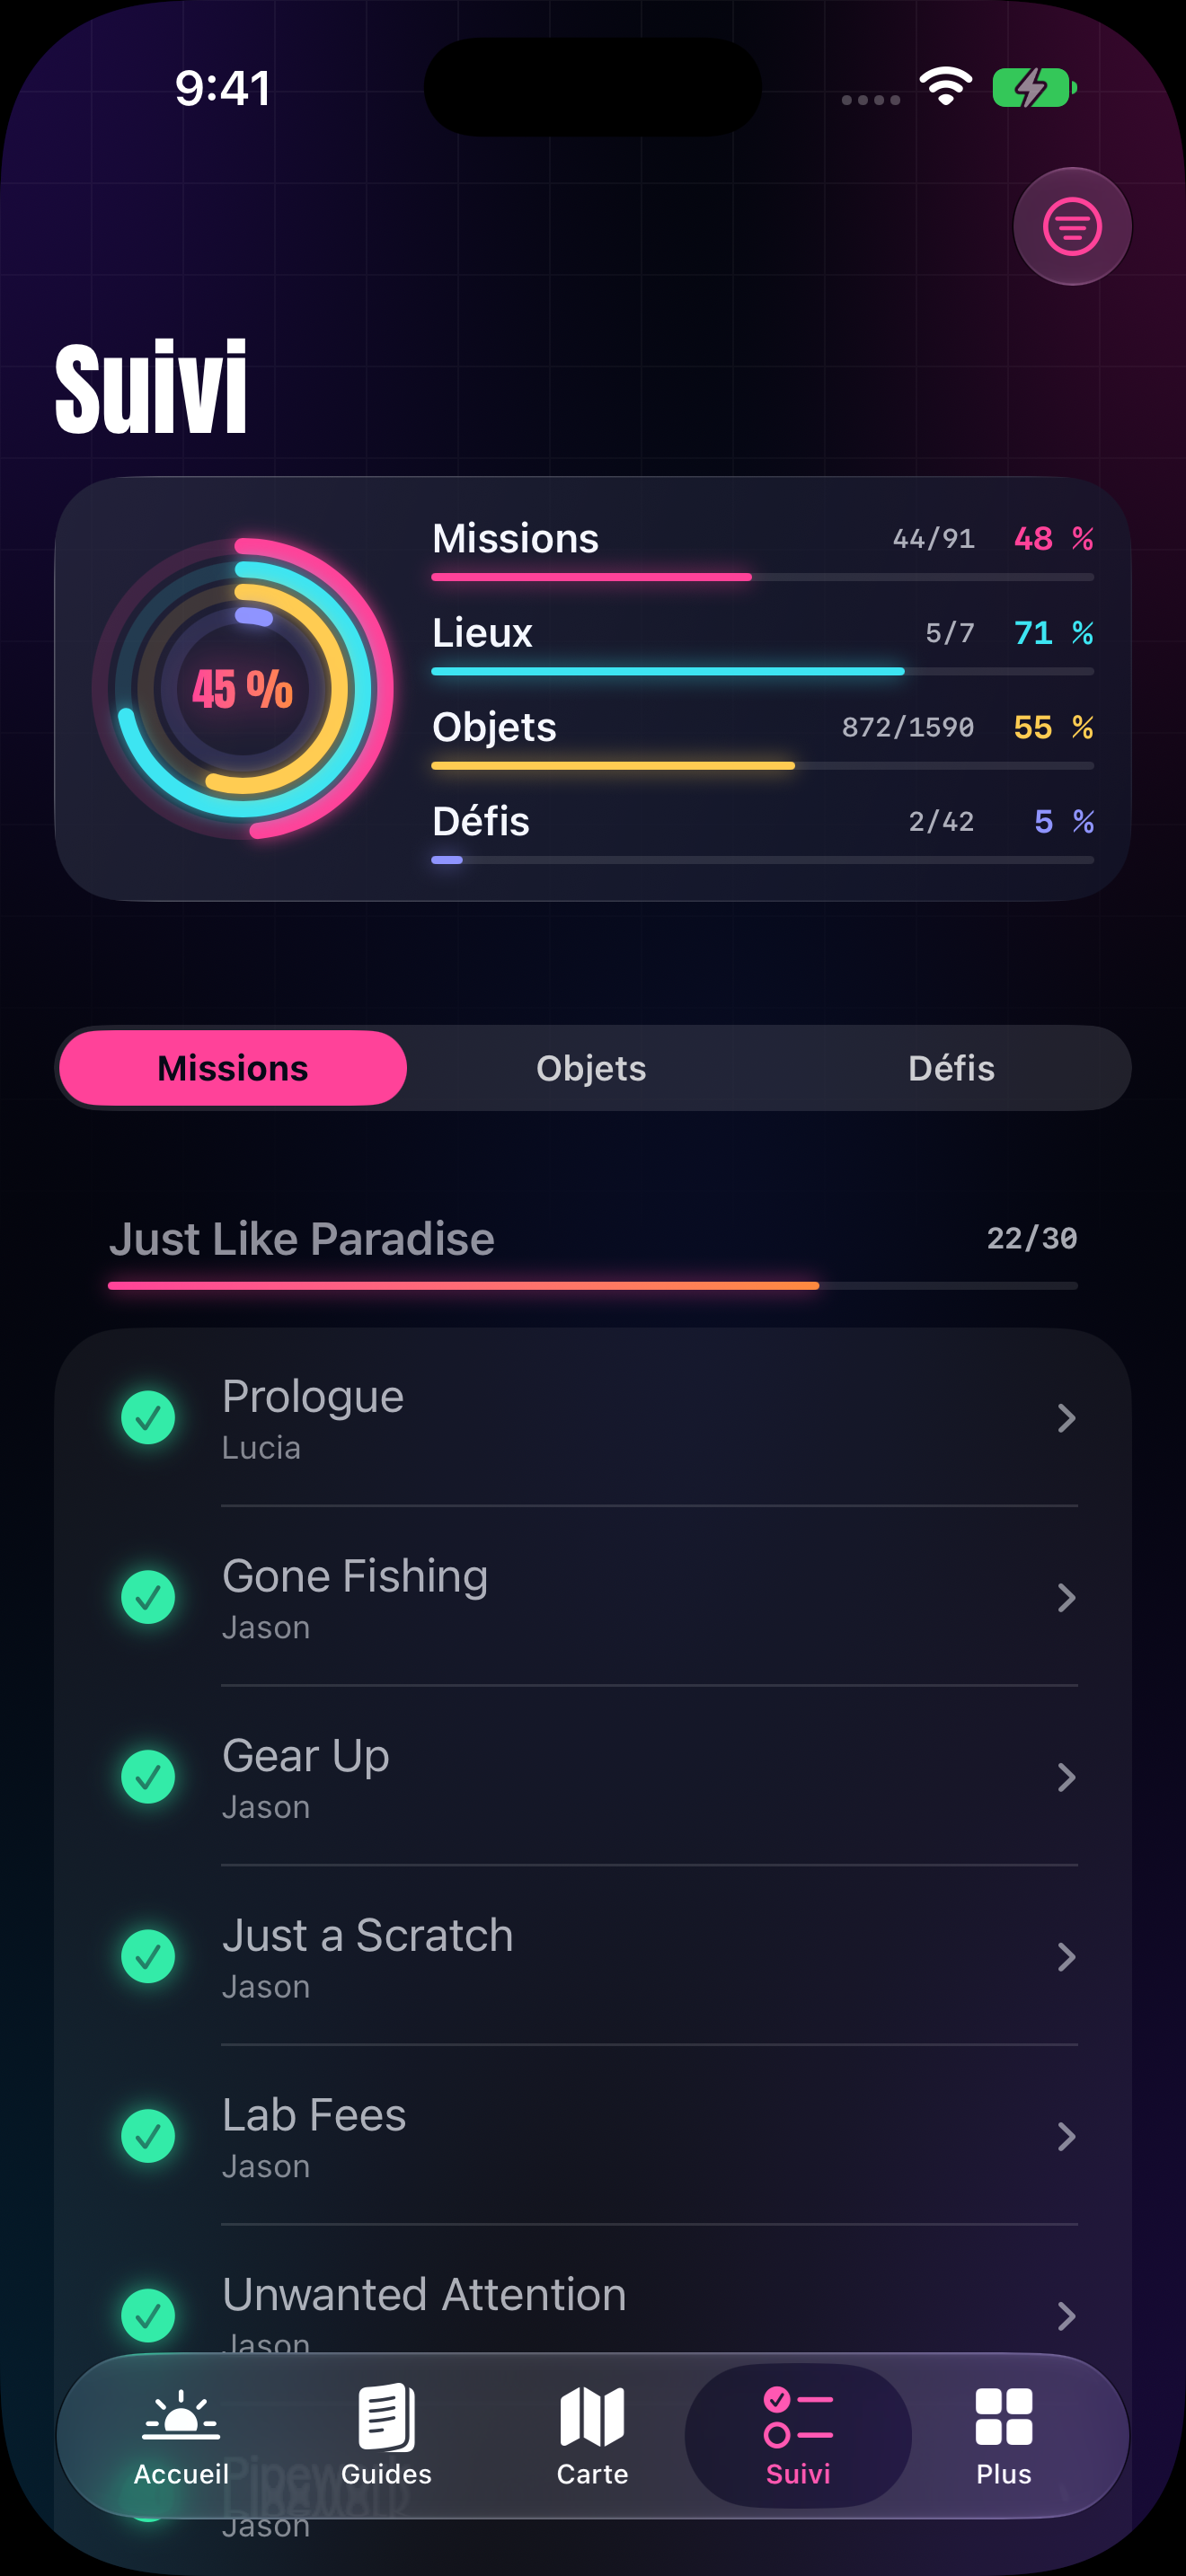 9:41
Suivi
45 %
Missions 44/91 48 %
Lieux 5/7 71 %
Objets 872/1590 55 %
Défis 2/42 5 %
Missions Objets Défis
Just Like Paradise 22/30
Prologue
Lucia
Gone Fishing
Jason
Gear Up
Jason
Just a Scratch
Jason
Lab Fees
Jason
Unwanted Attention
Jason
Accueil Guides Carte Suivi Plus
Jason